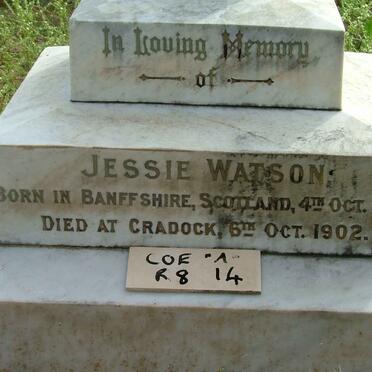 In Loving Memory
of
JESSIE WATSON
BORN IN BANFFSHIRE, SCOTLAND, 4TH OCT.
DIED AT CRADOCK, 6TH OCT. 1902.
COE "A"
R8 14